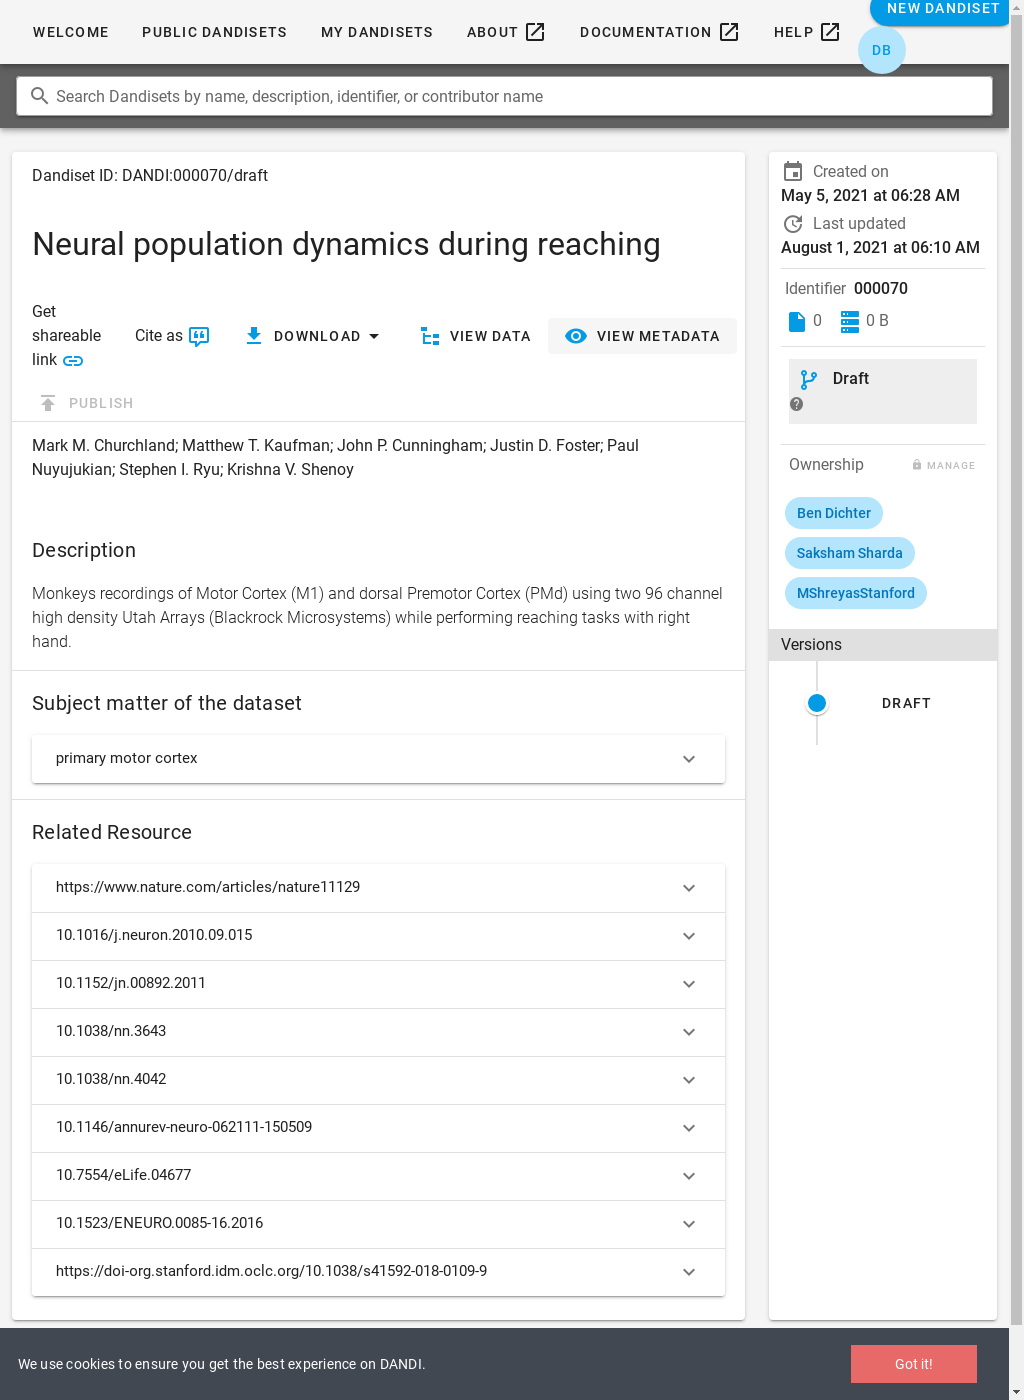 WELCOME
PUBLIC DANDISETS
MY DANDISETS
ABOUT
DOCUMENTATION
HELP
NEW DANDISET
DB
Search Dandisets by name, description, identifier, or contributor name
Dandiset ID: DANDI:000070/draft
Neural population dynamics during reaching
Get
shareable
link
Cite as
DOWNLOAD
VIEW DATA
VIEW METADATA
PUBLISH
Mark M. Churchland; Matthew T. Kaufman; John P. Cunningham; Justin D. Foster; Paul
Nuyujukian; Stephen I. Ryu; Krishna V. Shenoy
Description
Monkeys recordings of Motor Cortex (M1) and dorsal Premotor Cortex (PMd) using two 96 channel
high density Utah Arrays (Blackrock Microsystems) while performing reaching tasks with right
hand.
Subject matter of the dataset
primary motor cortex
Related Resource
https://www.nature.com/articles/nature11129
10.1016/j.neuron.2010.09.015
10.1152/jn.00892.2011
10.1038/nn.3643
10.1038/nn.4042
10.1146/annurev-neuro-062111-150509
10.7554/eLife.04677
10.1523/ENEURO.0085-16.2016
https://doi-org.stanford.idm.oclc.org/10.1038/s41592-018-0109-9
Created on
May 5, 2021 at 06:28 AM
Last updated
August 1, 2021 at 06:10 AM
Identifier 000070
0
0 B
Draft
Ownership
MANAGE
Ben Dichter
Saksham Sharda
MShreyasStanford
Versions
DRAFT
We use cookies to ensure you get the best experience on DANDI.
Got it!